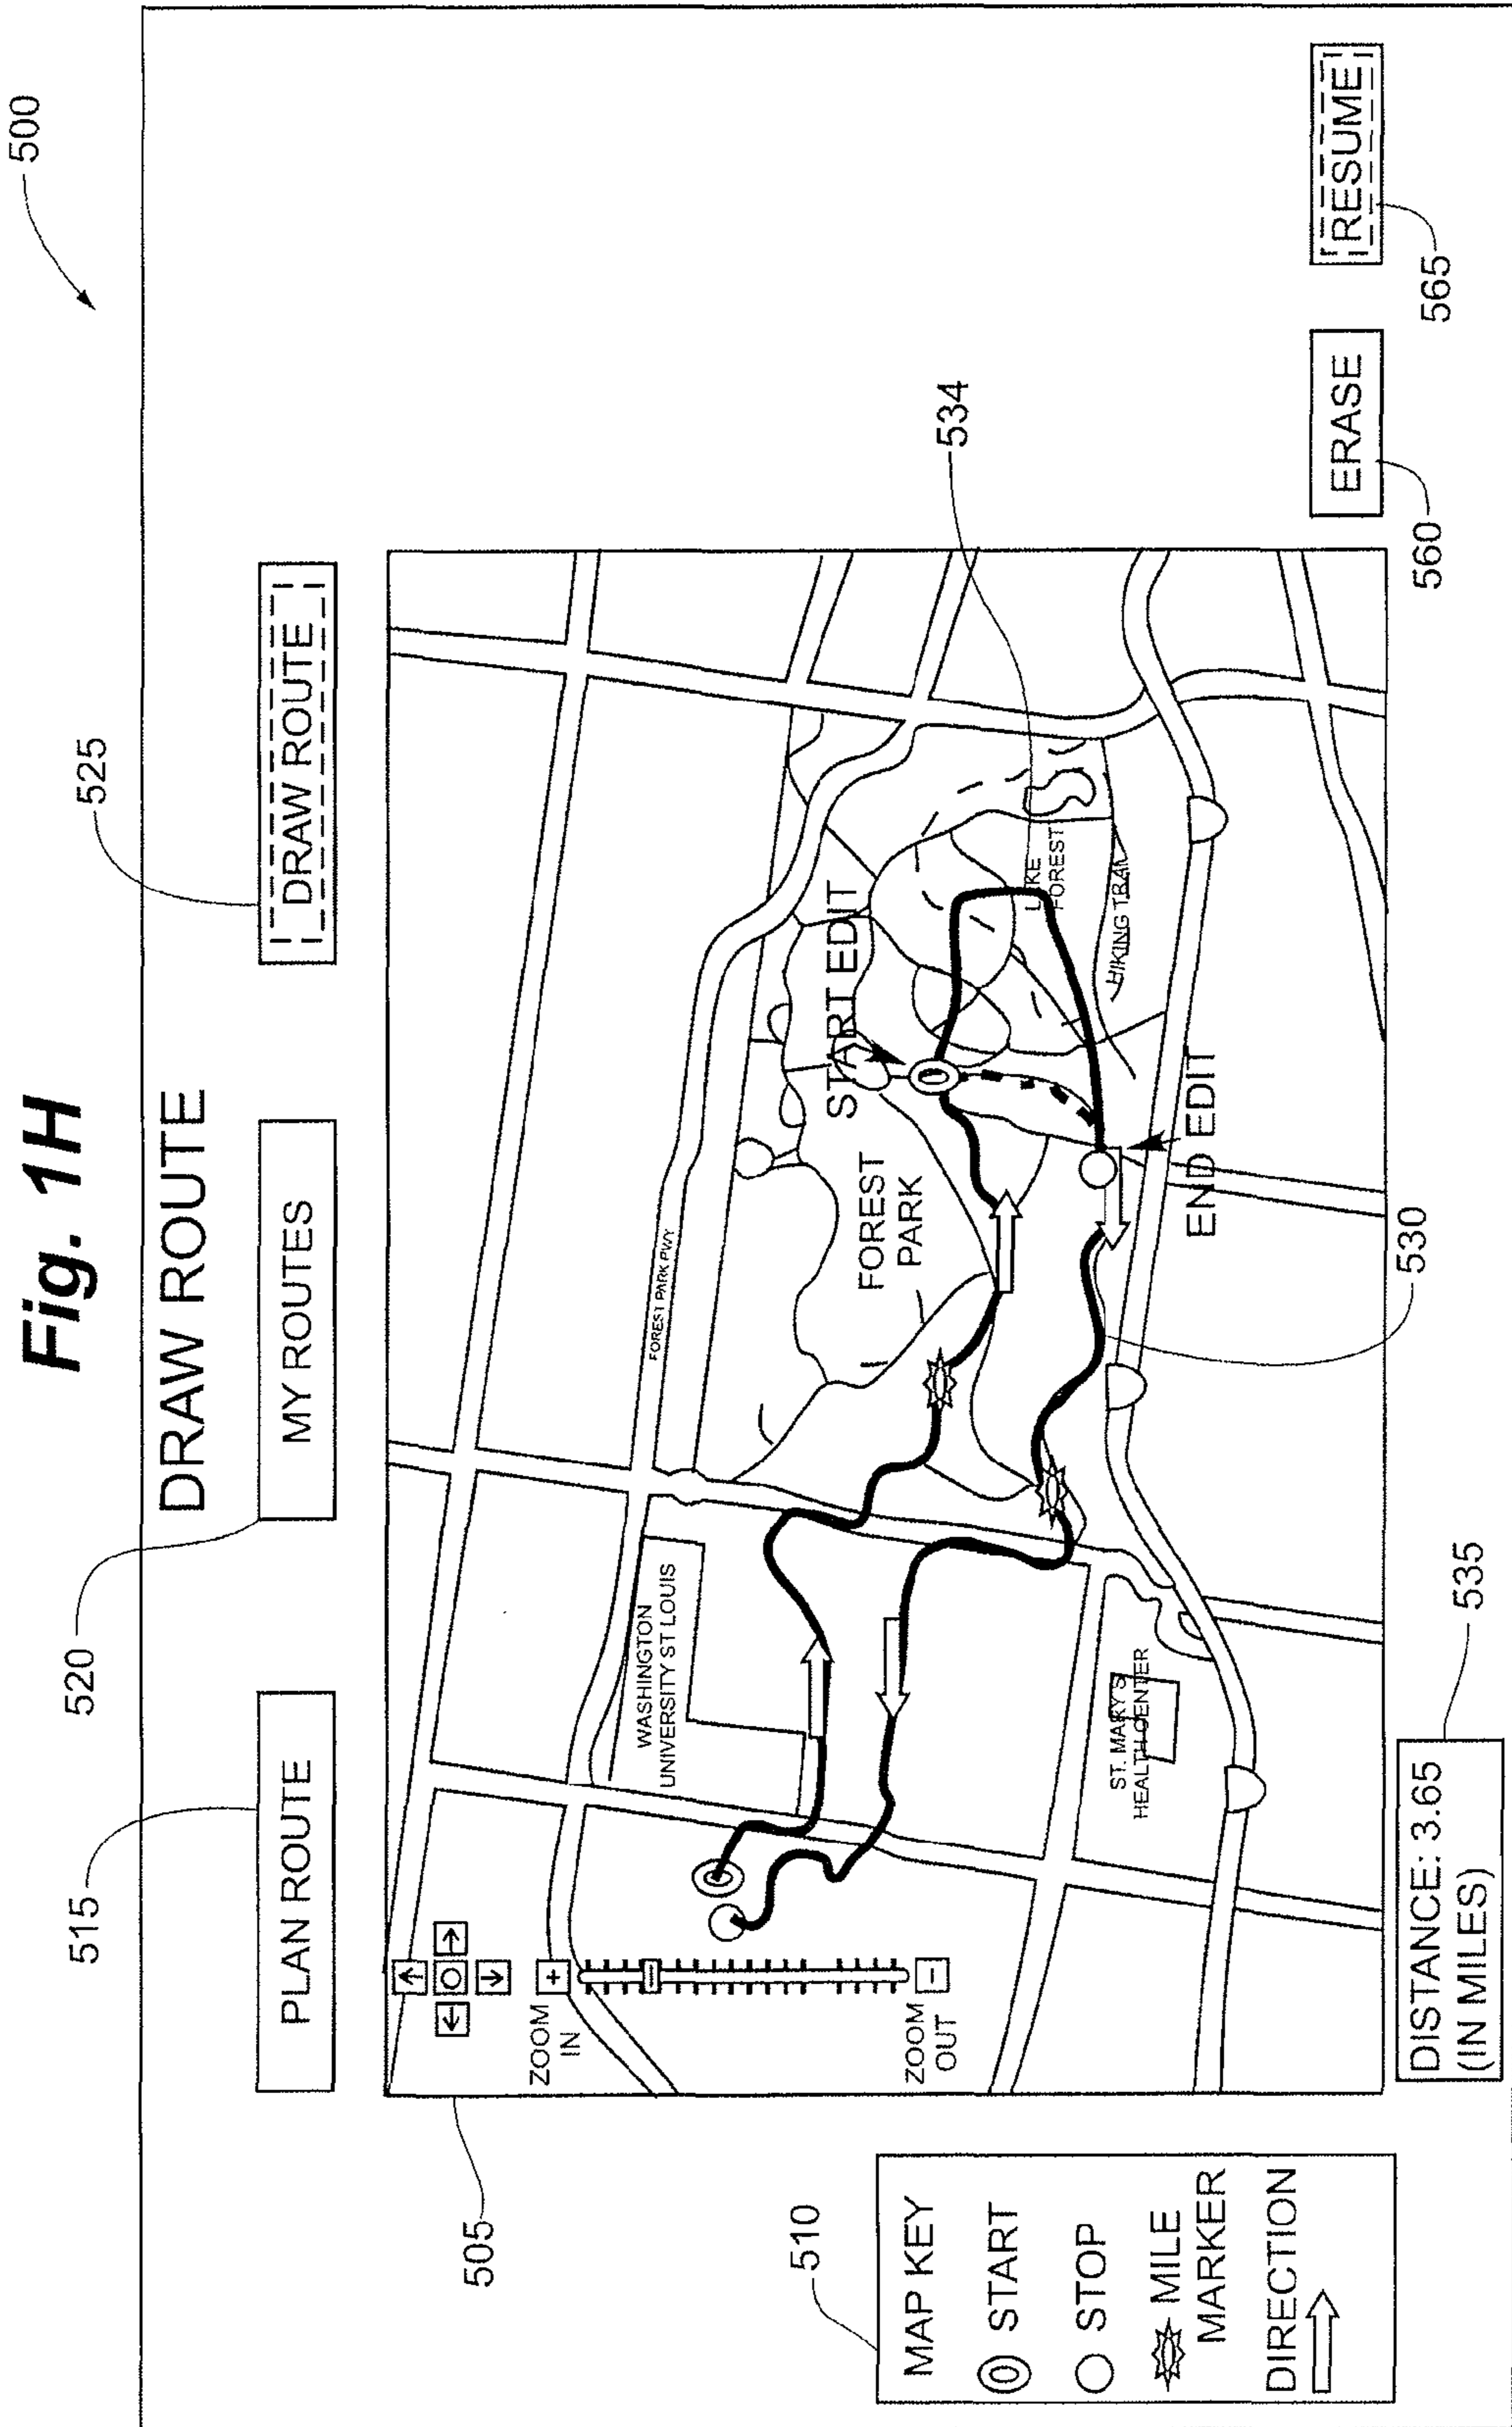 Fig. 1H
500
DRAW ROUTE
515
520
525
PLAN ROUTE
MY ROUTES
DRAW ROUTE
505
ZOOM
IN
ZOOM
OUT
FOREST PARK PWY
WASHINGTON
UNIVERSITY ST LOUIS
FOREST
PARK
START EDIT
LAKE
FOREST
HIKING TRAIL
END EDIT
ST. MARY'S
HEALTH CENTER
534
530
510
MAP KEY
START
STOP
MILE
MARKER
DIRECTION
DISTANCE: 3.65
(IN MILES)
535
ERASE
RESUME
560
565